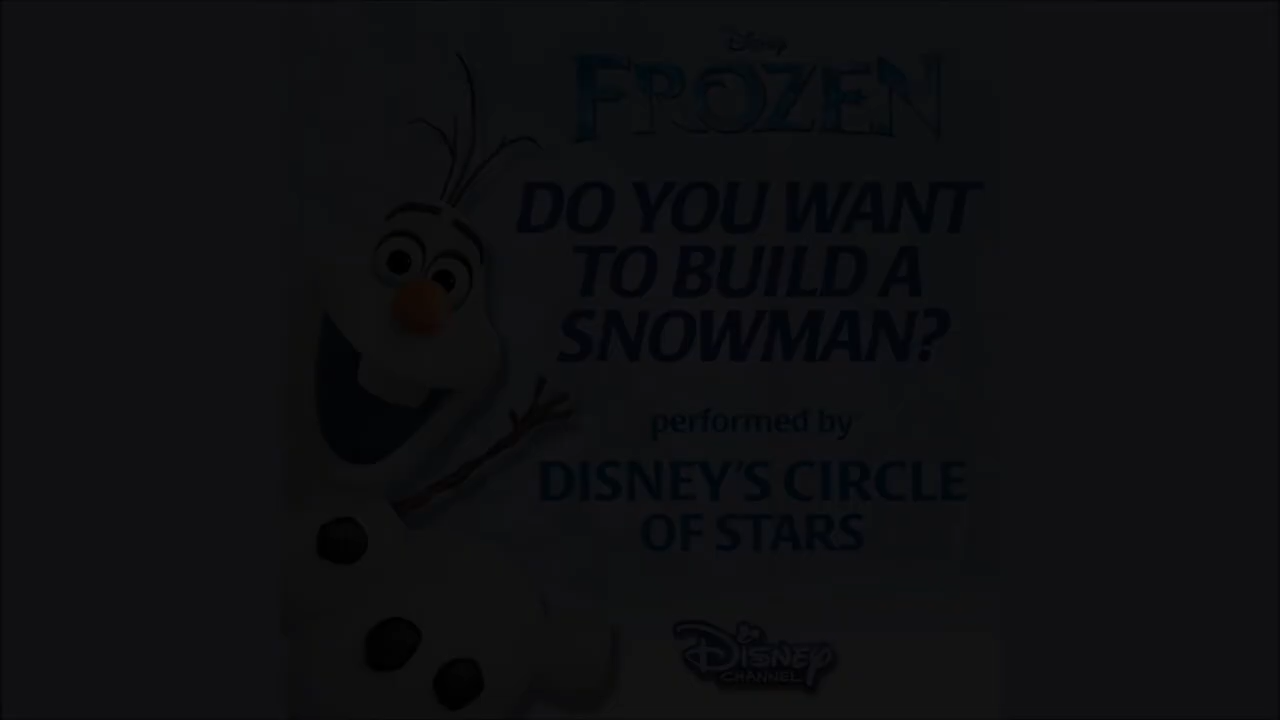 Disney
FROZEN
DO YOU WANT
TO BUILD A
SNOWMAN?
performed by
DISNEY'S CIRCLE
OF STARS
Disney
CHANNEL